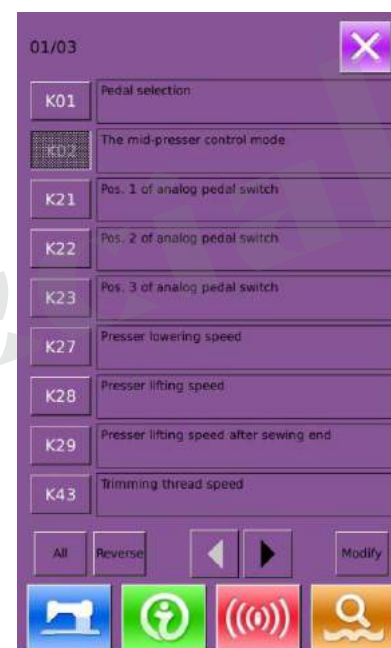 01/03
K01 Pedal selection
K02 The mid-presser control mode
K21 Pos. 1 of analog pedal switch
K22 Pos. 2 of analog pedal switch
K23 Pos. 3 of analog pedal switch
K27 Presser lowering speed
K28 Presser lifting speed
K29 Presser lifting speed after sewing end
K43 Trimming thread speed
All Reverse Modify